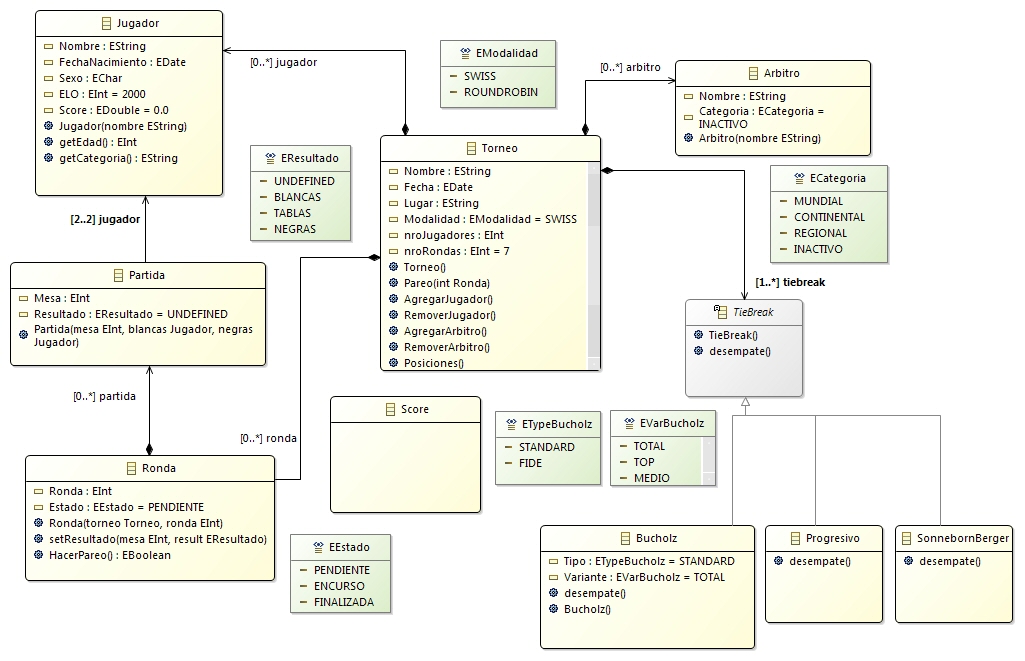 Jugador
Nombre : EString
FechaNacimiento : EDate
Sexo : EChar
ELO : EInt = 2000
Score : EDouble = 0.0
Jugador(nombre EString)
getEdad() : EInt
getCategoria() : EString
[0..*] jugador
EModalidad
SWISS
ROUNDROBIN
[0..*] arbitro
Arbitro
Nombre : EString
Categoria : ECategoria =
INACTIVO
Arbitro(nombre EString)
EResultado
UNDEFINED
BLANCAS
TABLAS
NEGRAS
Torneo
Nombre : EString
Fecha : EDate
Lugar : EString
Modalidad : EModalidad = SWISS
nroJugadores : EInt
nroRondas : EInt = 7
Torneo()
Pareo(int Ronda)
AgregarJugador()
RemoverJugador()
AgregarArbitro()
RemoverArbitro()
Posiciones()
ECategoria
MUNDIAL
CONTINENTAL
REGIONAL
INACTIVO
[2..2] jugador
Partida
Mesa : EInt
Resultado : EResultado = UNDEFINED
Partida(mesa EInt, blancas Jugador, negras
Jugador)
[1..*] tiebreak
TieBreak
TieBreak()
desempate()
[0..*] partida
[0..*] ronda
Score
ETypeBucholz
STANDARD
FIDE
EVarBucholz
TOTAL
TOP
MEDIO
Ronda
Ronda : EInt
Estado : EEstado = PENDIENTE
Ronda(torneo Torneo, ronda EInt)
setResultado(mesa EInt, result EResultado)
HacerPareo() : EBoolean
EEstado
PENDIENTE
ENCURSO
FINALIZADA
Bucholz
Tipo : ETypeBucholz = STANDARD
Variante : EVarBucholz = TOTAL
desempate()
Bucholz()
Progresivo
desempate()
SonnebornBerger
desempate()